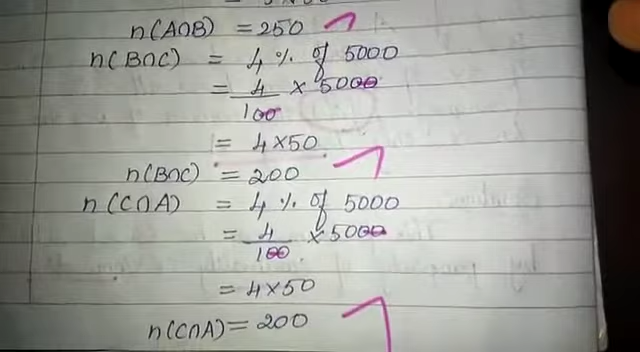 n(A∩B) = 250
n(B∩C) = 4 % of 5000
= 4/100 × 5000
= 4×50
n(B∩C) = 200
n(C∩A) = 4 % of 5000
= 4/100 × 5000
= 4×50
n(C∩A) = 200